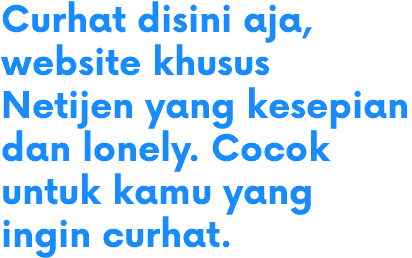 Curhat disini aja,
website khusus
Netijen yang kesepian
dan lonely. Cocok
untuk kamu yang
ingin curhat.